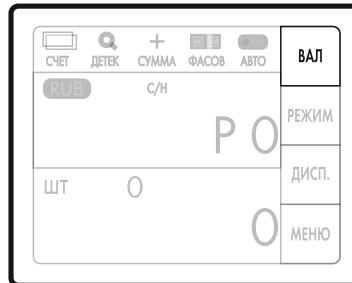 СЧЕТ ДЕТЕК СУММА ФАСОВ АВТО
ВАЛ
RUB С/Н
РЕЖИМ
P 0
ДИСП.
ШТ 0
0
МЕНЮ